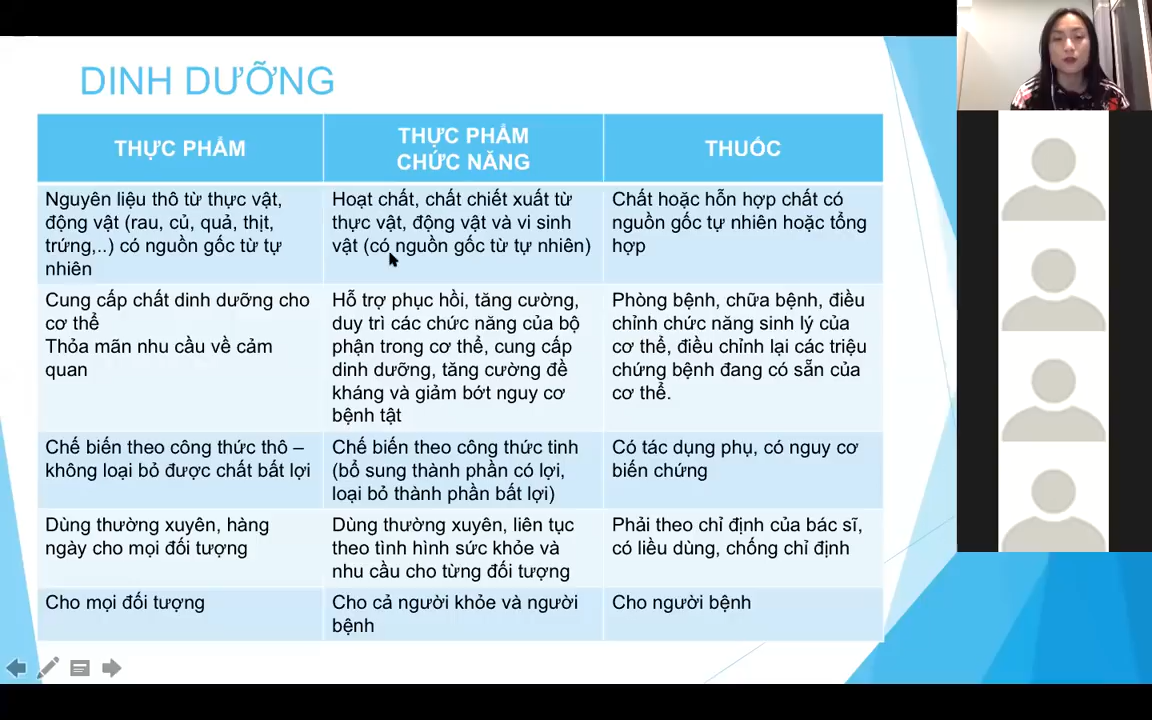 DINH DƯỠNG
THỰC PHẨM
THỰC PHẨM
CHỨC NĂNG
THUỐC
Nguyên liệu thô từ thực vật,
động vật (rau, củ, quả, thịt,
trứng,..) có nguồn gốc từ tự
nhiên
Hoạt chất, chất chiết xuất từ
thực vật, động vật và vi sinh
vật (có nguồn gốc từ tự nhiên)
Chất hoặc hỗn hợp chất có
nguồn gốc tự nhiên hoặc tổng
hợp
Cung cấp chất dinh dưỡng cho
cơ thể
Thỏa mãn nhu cầu về cảm
quan
Hỗ trợ phục hồi, tăng cường,
duy trì các chức năng của bộ
phận trong cơ thể, cung cấp
dinh dưỡng, tăng cường đề
kháng và giảm bớt nguy cơ
bệnh tật
Phòng bệnh, chữa bệnh, điều
chỉnh chức năng sinh lý của
cơ thể, điều chỉnh lại các triệu
chứng bệnh đang có sẵn của
cơ thể.
Chế biến theo công thức thô –
không loại bỏ được chất bất lợi
Chế biến theo công thức tinh
(bổ sung thành phần có lợi,
loại bỏ thành phần bất lợi)
Có tác dụng phụ, có nguy cơ
biến chứng
Dùng thường xuyên, hàng
ngày cho mọi đối tượng
Dùng thường xuyên, liên tục
theo tình hình sức khỏe và
nhu cầu cho từng đối tượng
Phải theo chỉ định của bác sĩ,
có liều dùng, chống chỉ định
Cho mọi đối tượng
Cho cả người khỏe và người
bệnh
Cho người bệnh